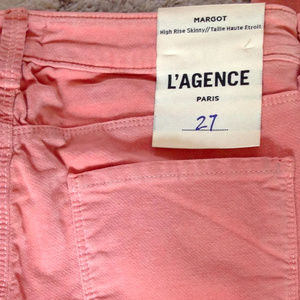 MARGOT
High Rise Skinny//Taille Haute Etroit
L'AGENCE
PARIS
27